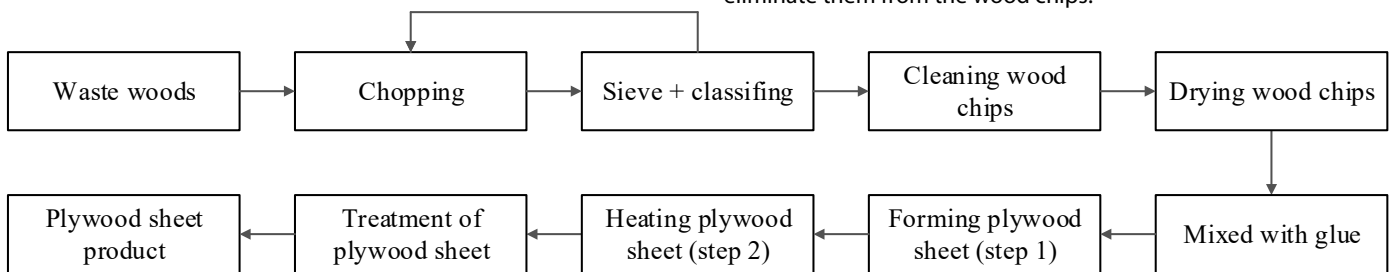 eliminate them from the wood chips.
Waste woods
Chopping
Sieve + classifing
Cleaning wood
chips
Drying wood chips
Plywood sheet
product
Treatment of
plywood sheet
Heating plywood
sheet (step 2)
Forming plywood
sheet (step 1)
Mixed with glue